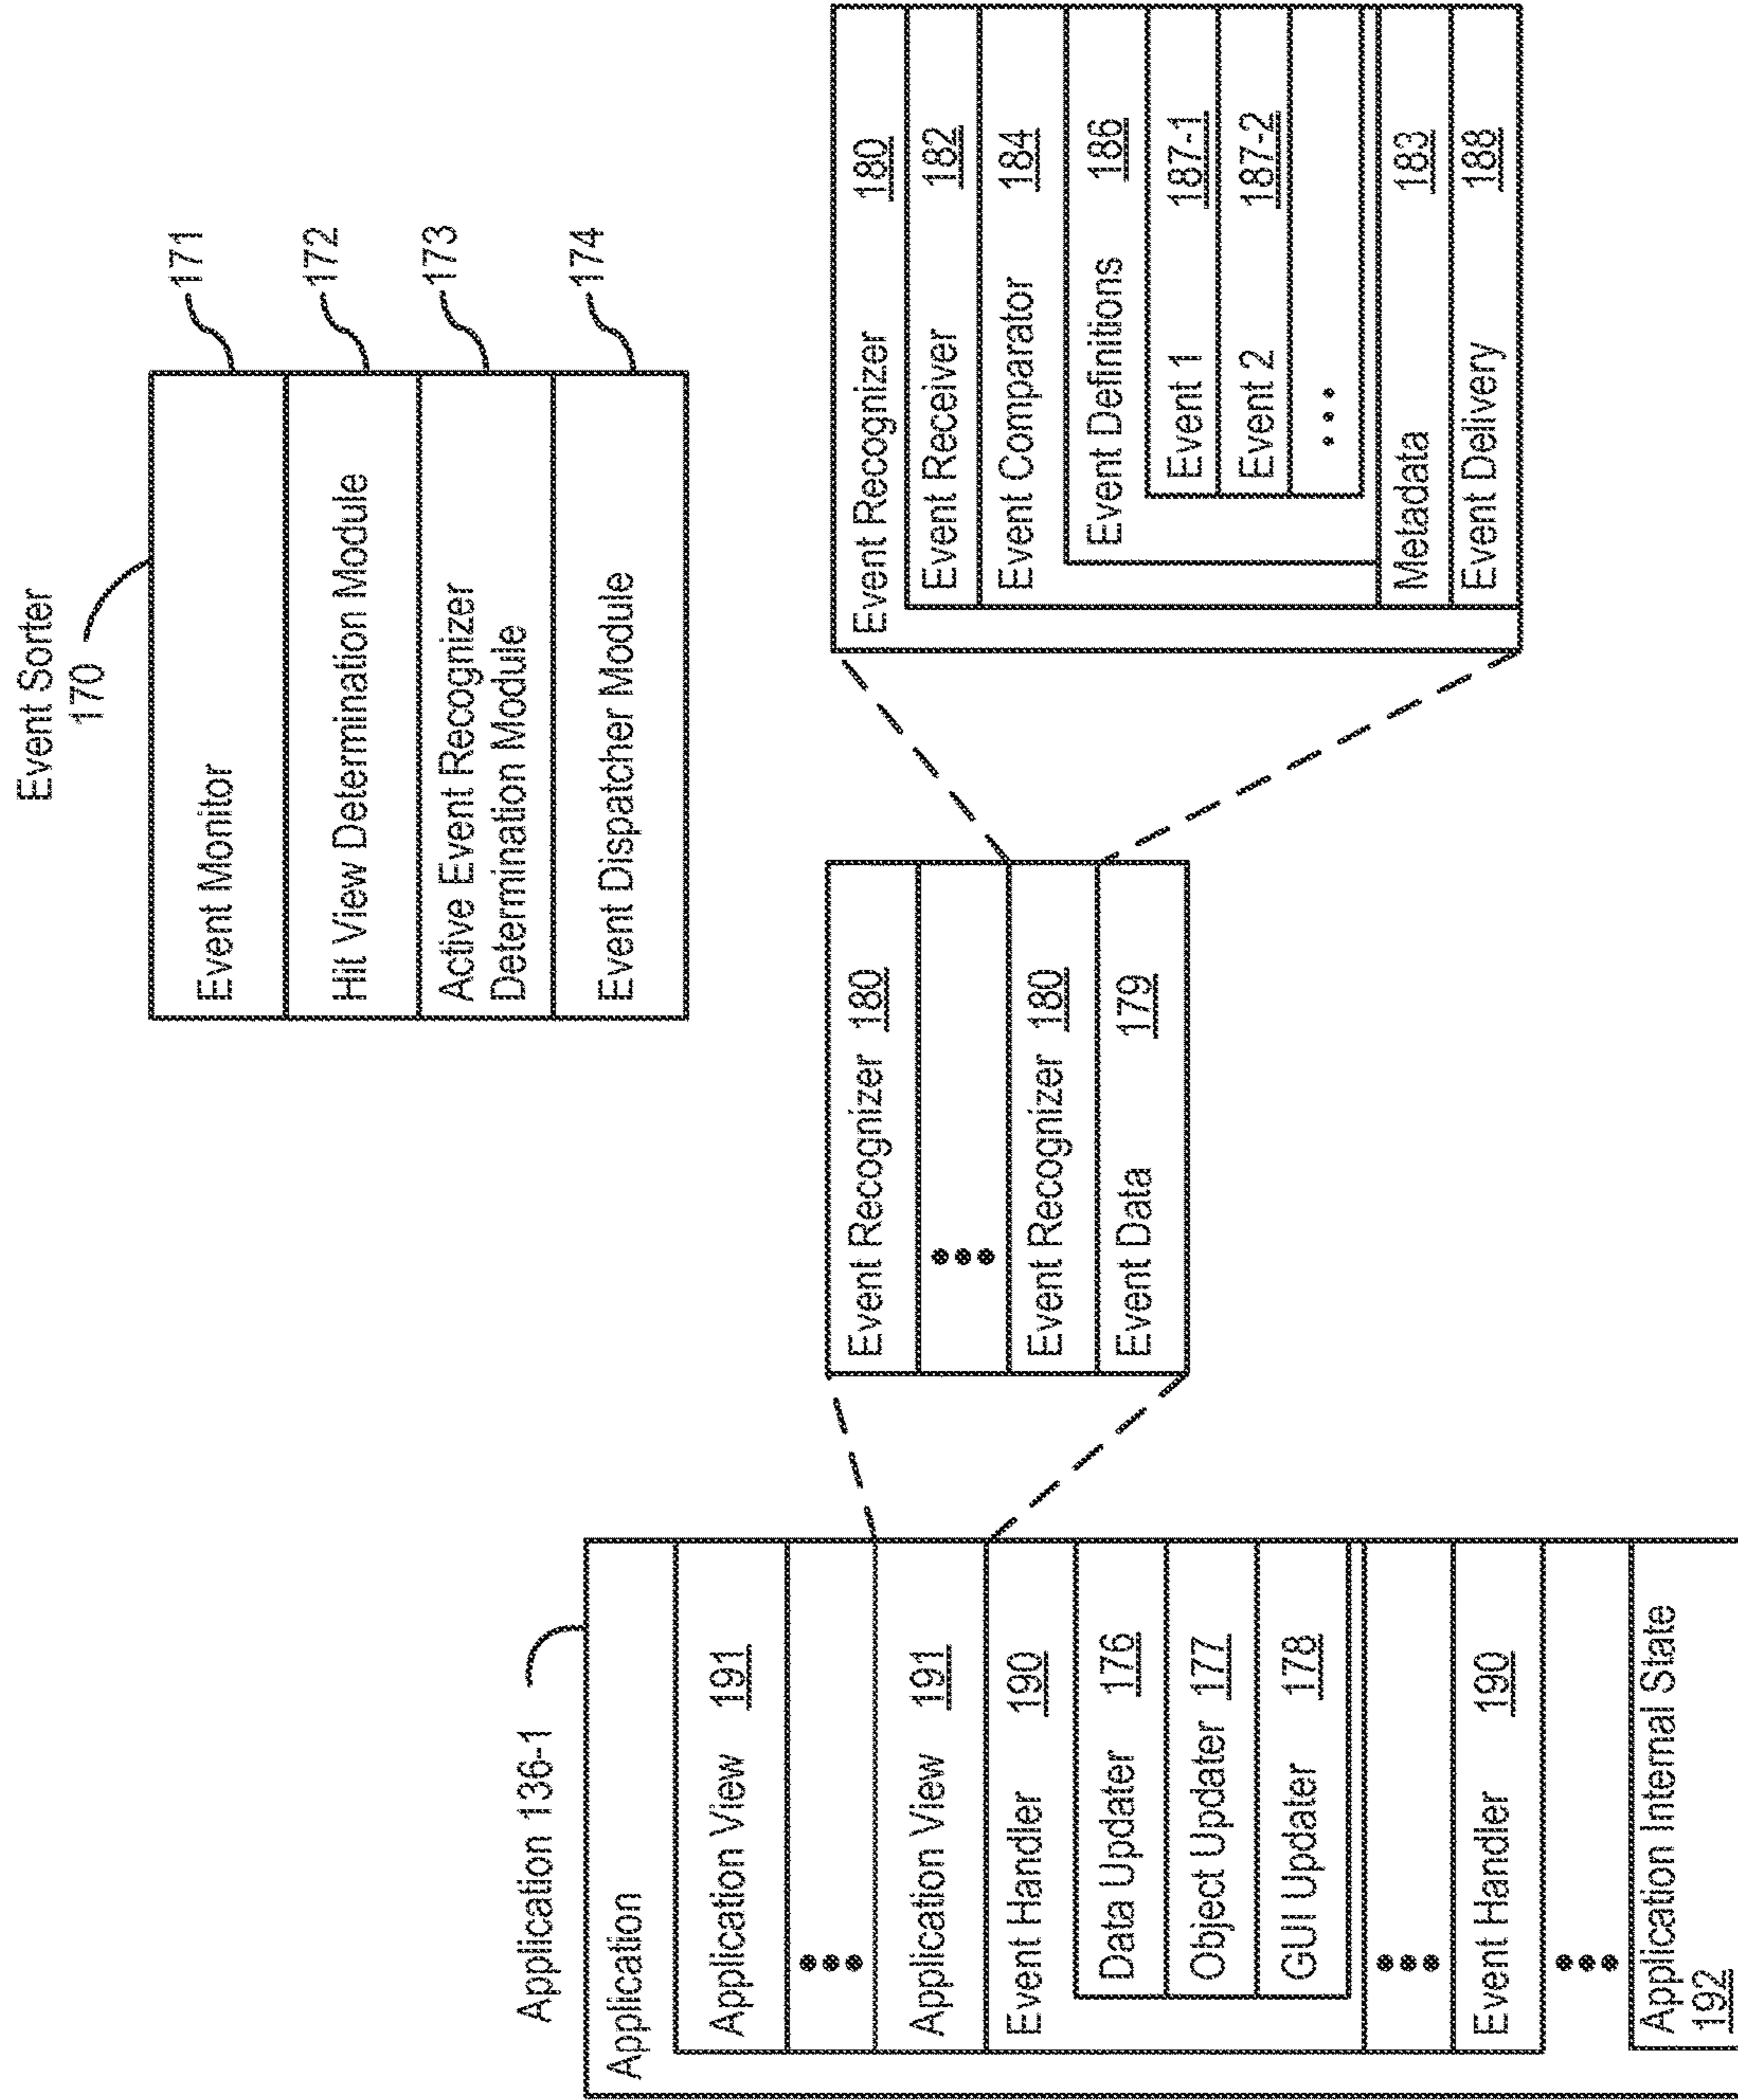 Event Sorter
170
Event Monitor
171
Hit View Determination Module
172
Active Event Recognizer
Determination Module
173
Event Dispatcher Module
174
Application 136-1
Application
Application View 191
•••
Application View 191
Event Handler 190
Data Updater 176
Object Updater 177
GUI Updater 178
•••
Event Handler 190
•••
Application Internal State
192
Event Recognizer 180
•••
Event Recognizer 180
Event Data 179
Event Recognizer 180
Event Receiver 182
Event Comparator 184
Event Definitions 186
Event 1 187-1
Event 2 187-2
•••
Metadata 183
Event Delivery 188